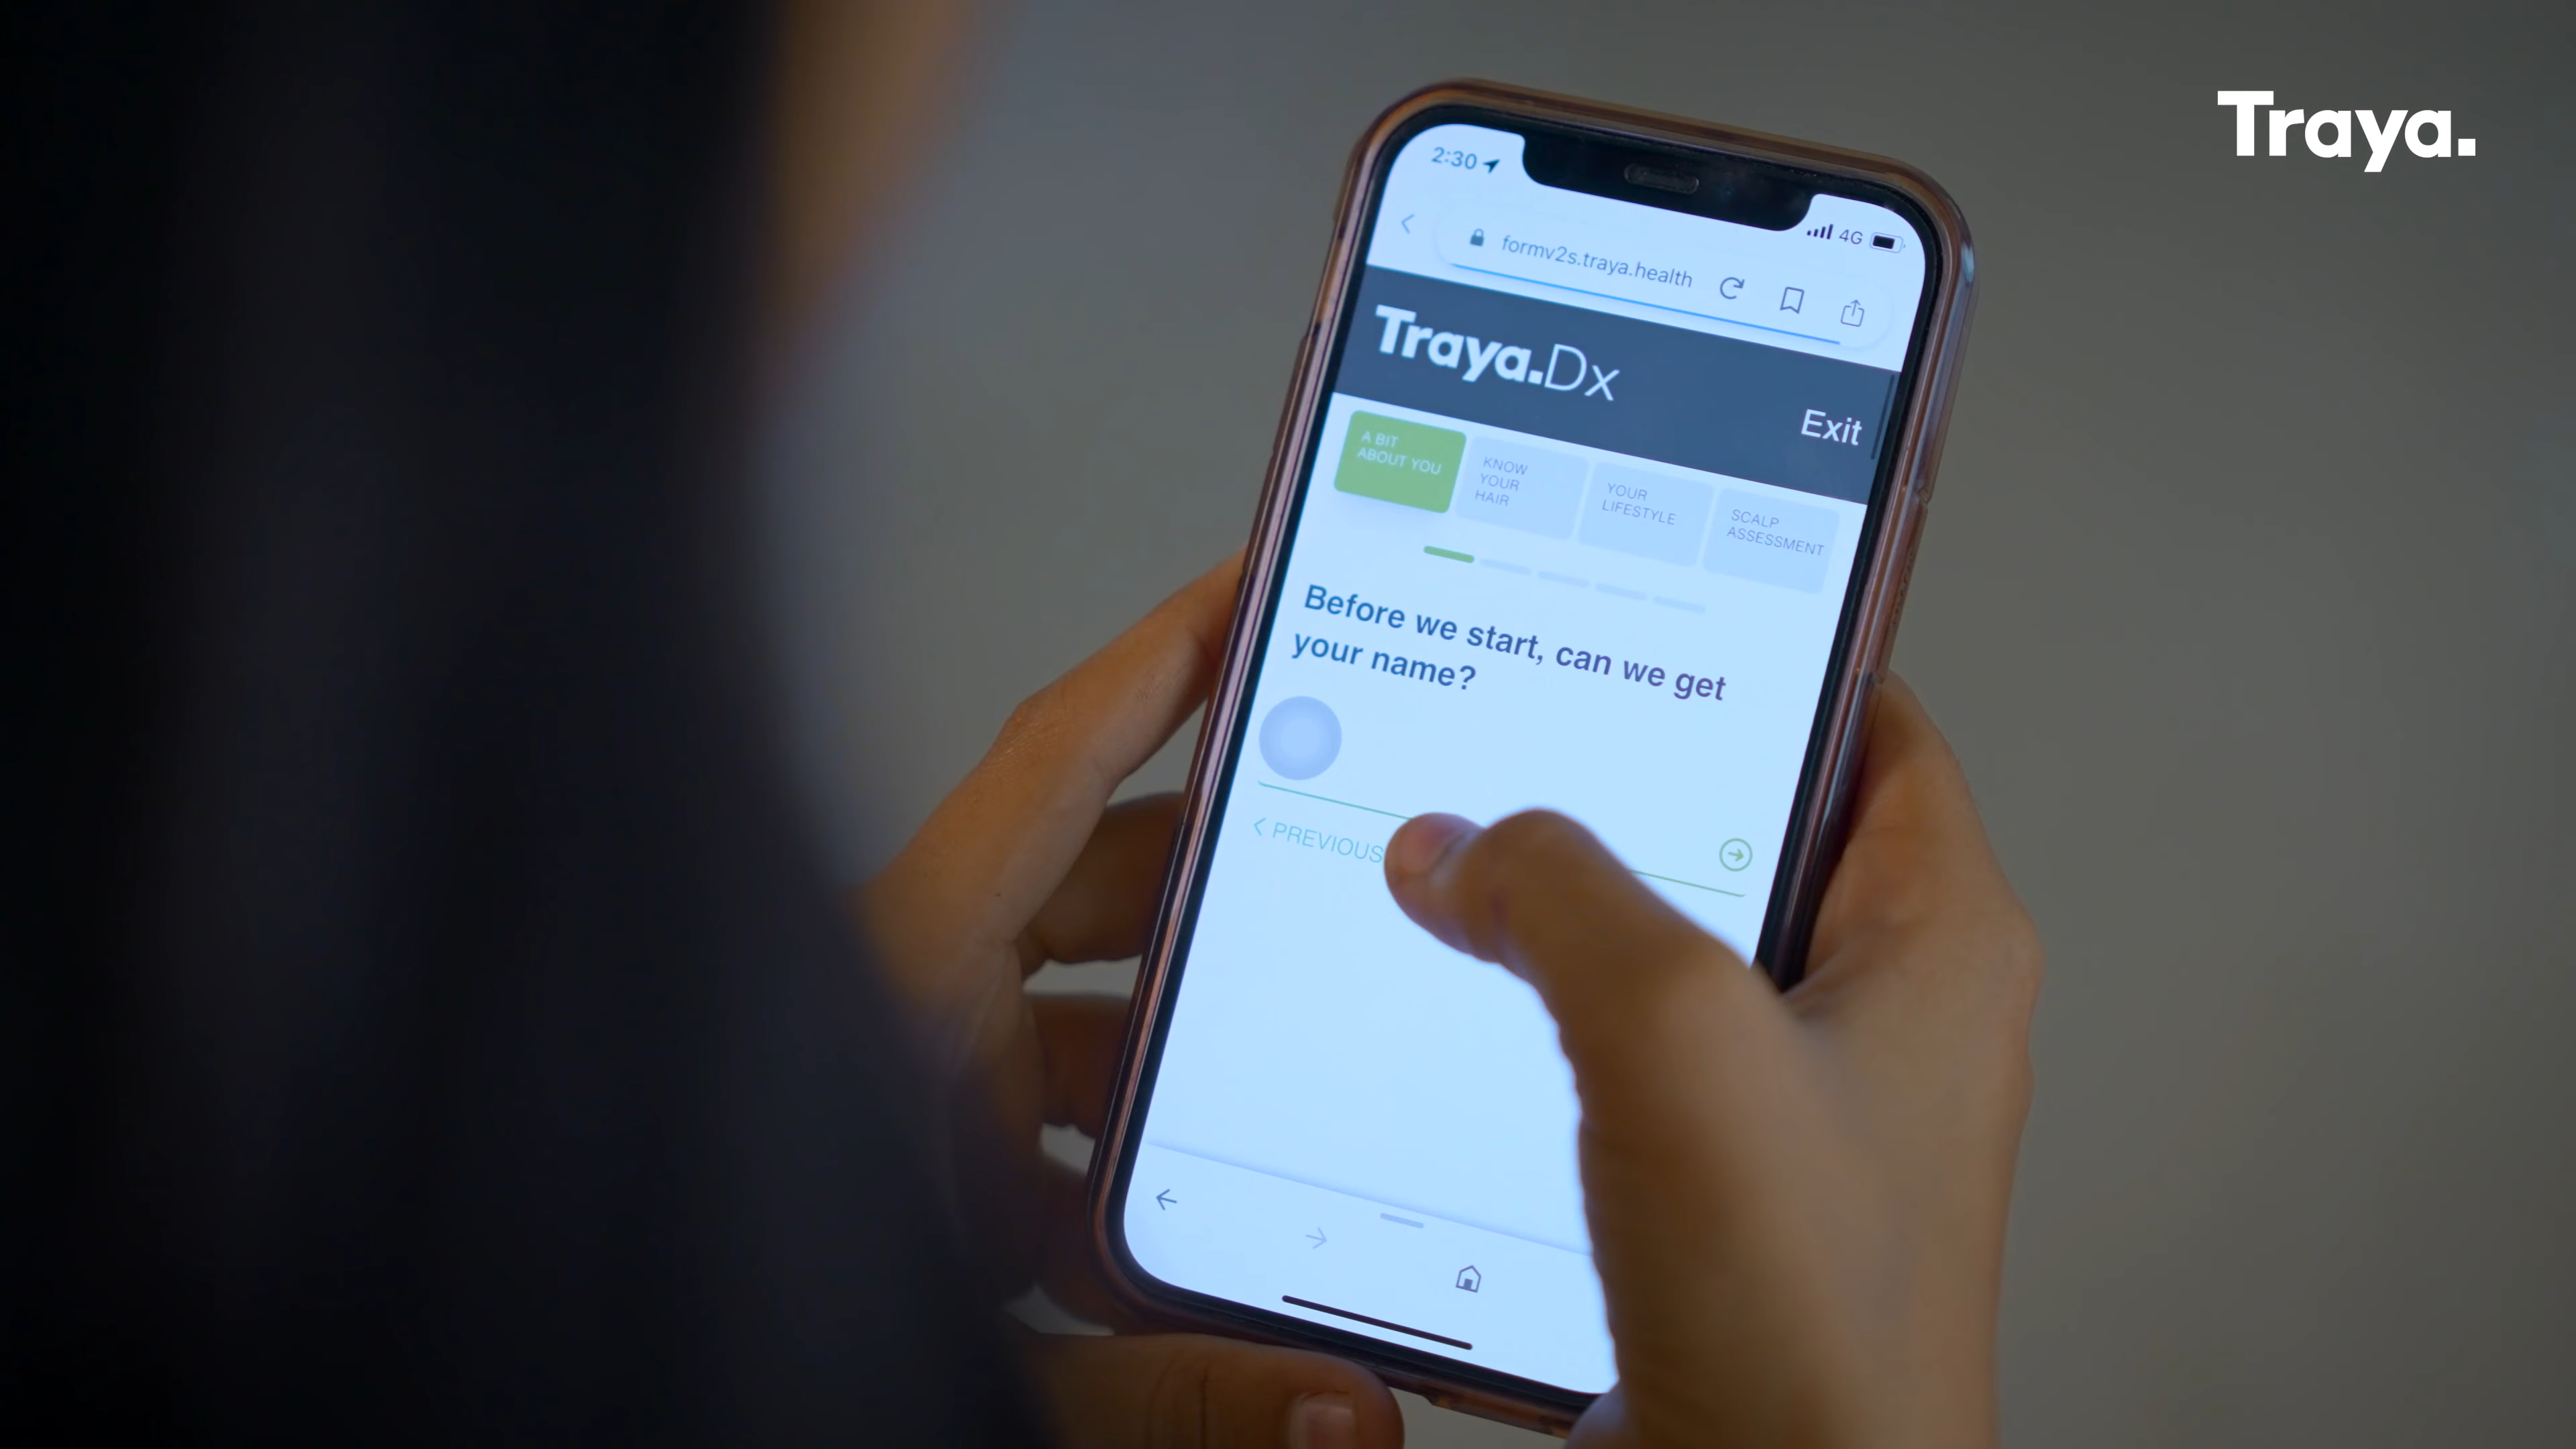 Traya.
2:30
4G
formv2s.traya.health
Traya.Dx
Exit
A BIT
ABOUT YOU
KNOW
YOUR
HAIR
YOUR
LIFESTYLE
SCALP
ASSESSMENT
Before we start, can we get
your name?
PREVIOUS